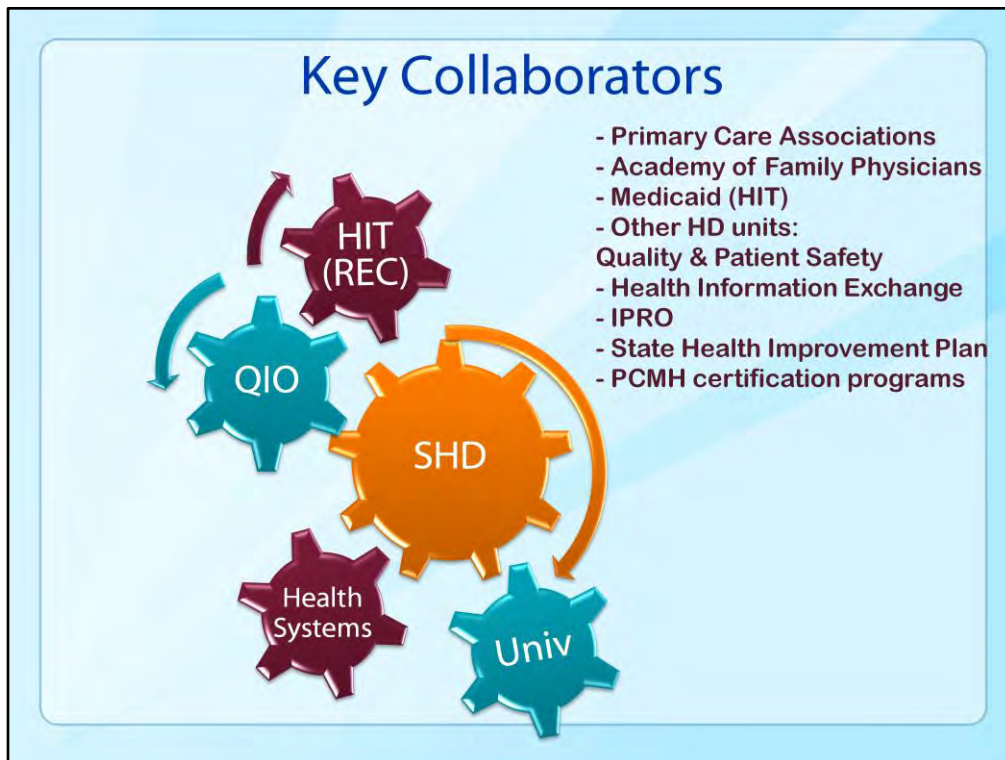 Key Collaborators
- Primary Care Associations
- Academy of Family Physicians
- Medicaid (HIT)
- Other HD units:
Quality & Patient Safety
- Health Information Exchange
- IPRO
- State Health Improvement Plan
- PCMH certification programs
HIT
(REC)
QIO
SHD
Health
Systems
Univ